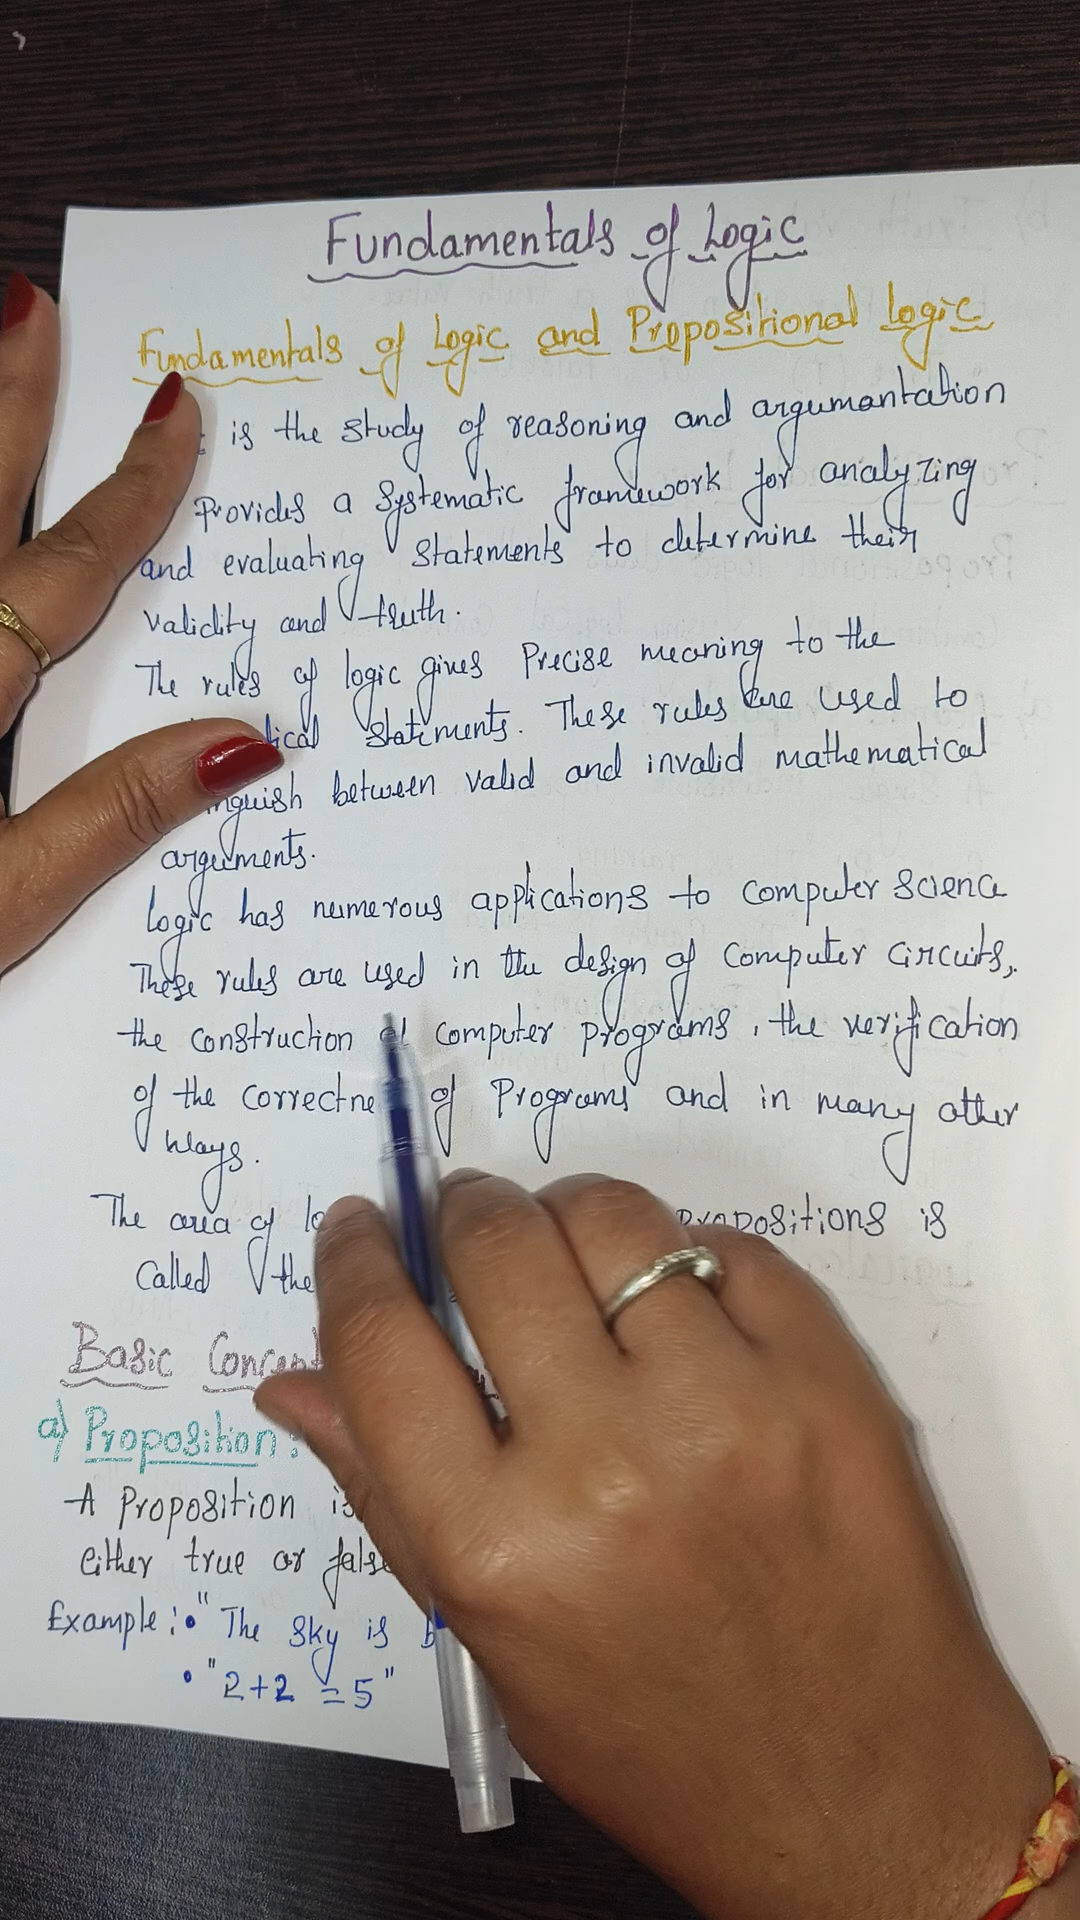 Fundamentals of Logic
Fundamentals of Logic and Propositional Logic
is the study of reasoning and argumantation
Provides a systematic framework for analyzing
and evaluating statements to determine their
validity and truth.
The rules of logic gives Precise meaning to the
statements. These rules are used to
between valid and invalid mathematical
arguments.
Logic has numerous applications to computer science
These rules are used in the design of computer circuits,
the construction computer programs, the verification
of the of Programs and in many other
ways.
The area of propositions is
called the
Basic
a) Proposition:
A Proposition is
either true or
Example: • "The sky is
• "2+2 = 5"